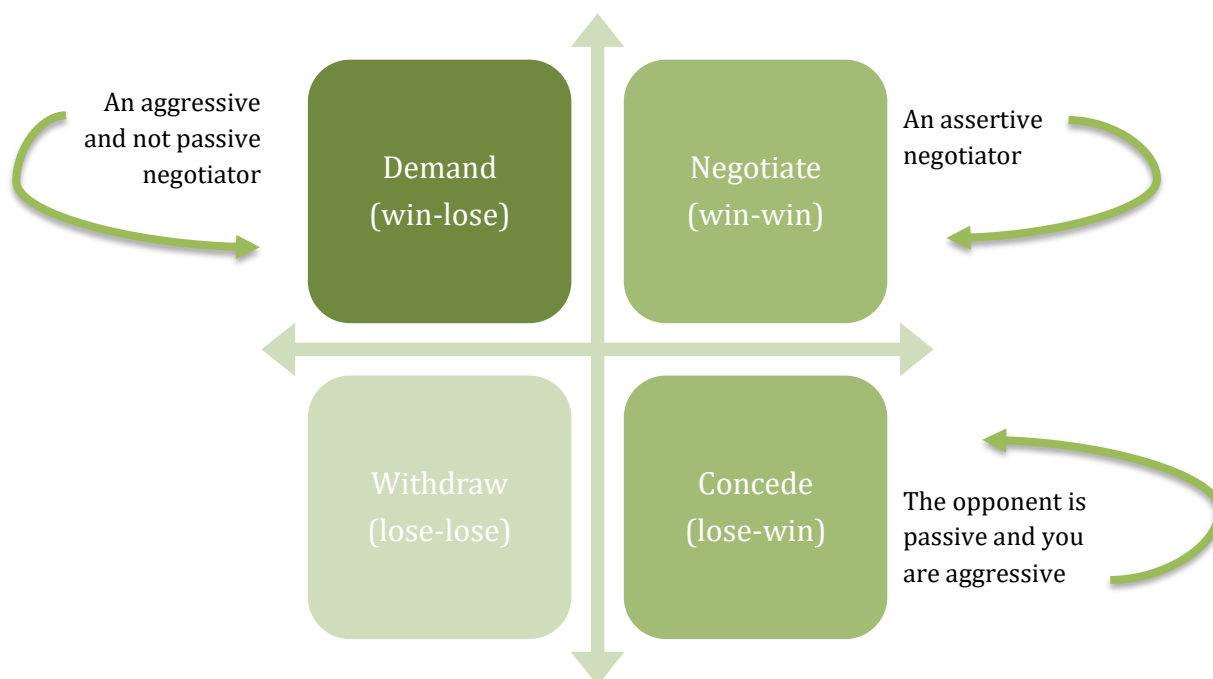 An aggressive
and not passive
negotiator
Demand
(win-lose)
Negotiate
(win-win)
An assertive
negotiator
Withdraw
(lose-lose)
Concede
(lose-win)
The opponent is
passive and you
are aggressive